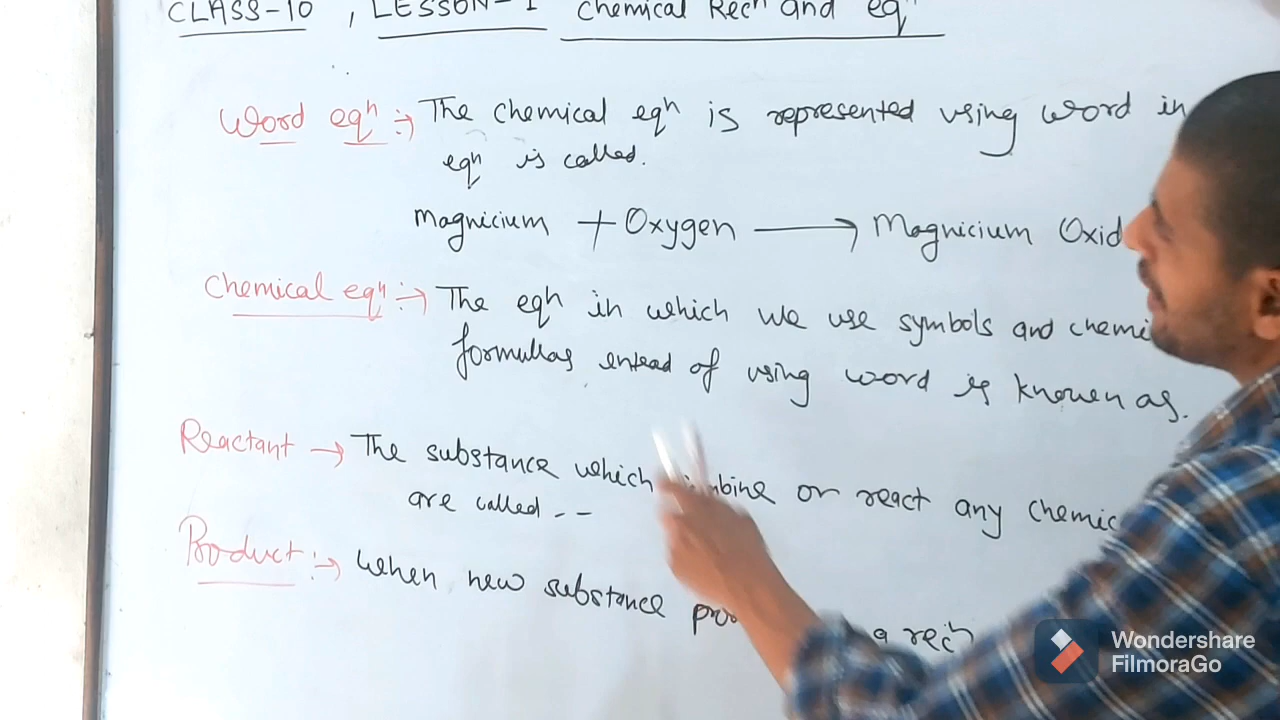 CLASS-10 , LESSON-1 Chemical Recⁿ and eqⁿ
Word eqⁿ :→ The chemical eqⁿ is represented using word in
eqⁿ is called.
Magnicium + Oxygen ⟶ Magnicium Oxid
Chemical eqⁿ :→ The eqⁿ in which we use symbols and chemi
formullas instead of using word is known as.
Reactant → The substance which or react any chemic
are called --
Product :→ When new substance a recⁿ
Wondershare
FilmoraGo